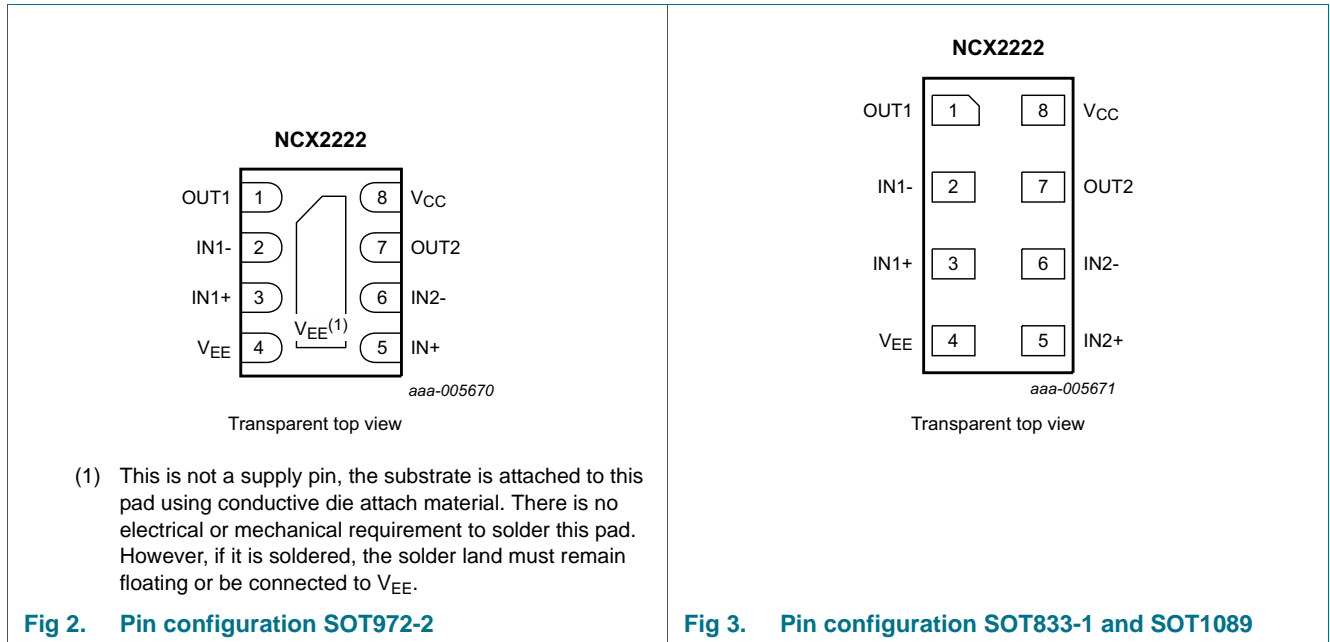 NCX2222
OUT1 1 8 VCC
IN1- 2 7 OUT2
IN1+ 3 6 IN2-
VEE 4 VEE(1) 5 IN+
aaa-005670
Transparent top view
(1) This is not a supply pin, the substrate is attached to this
pad using conductive die attach material. There is no
electrical or mechanical requirement to solder this pad.
However, if it is soldered, the solder land must remain
floating or be connected to VEE.
Fig 2. Pin configuration SOT972-2
NCX2222
OUT1 1 8 VCC
IN1- 2 7 OUT2
IN1+ 3 6 IN2-
VEE 4 5 IN2+
aaa-005671
Transparent top view
Fig 3. Pin configuration SOT833-1 and SOT1089